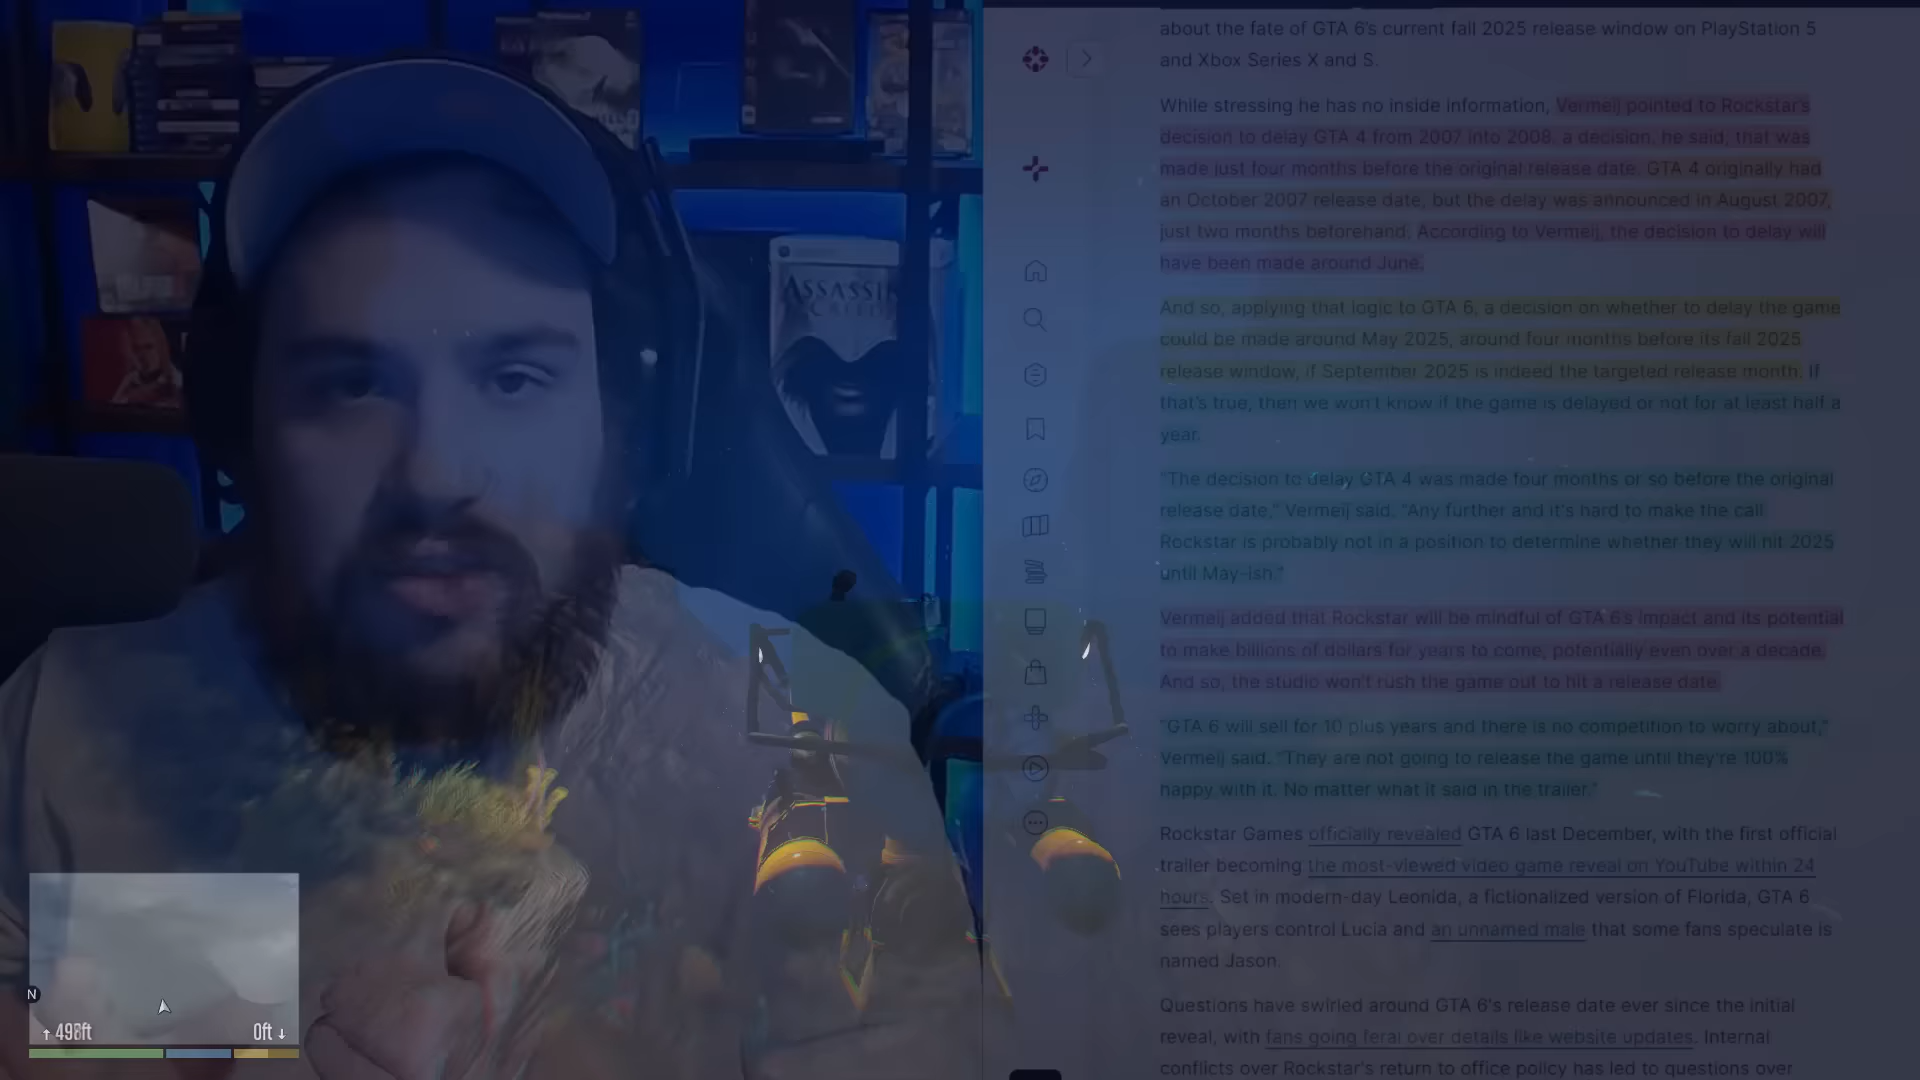 about the fate of GTA 6's current fall 2025 release window on PlayStation 5
and Xbox Series X and S.
While stressing he has no inside information, Vermeij pointed to Rockstar's
decision to delay GTA 4 from 2007 into 2008, a decision, he said, that was
made just four months before the original release date. GTA 4 originally had
an October 2007 release date, but the delay was announced in August 2007,
just two months beforehand. According to Vermeij, the decision to delay will
have been made around June.
And so, applying that logic to GTA 6, a decision on whether to delay the game
could be made around May 2025, around four months before its fall 2025
release window, if September 2025 is indeed the targeted release month. If
that's true, then we won't know if the game is delayed or not for at least half a
year.
"The decision to delay GTA 4 was made four months or so before the original
release date," Vermeij said. "Any further and it's hard to make the call
Rockstar is probably not in a position to determine whether they will hit 2025
until May-ish."
Vermeij added that Rockstar will be mindful of GTA 6's impact and its potential
to make billions of dollars for years to come, potentially even over a decade.
And so, the studio won't rush the game out to hit a release date.
"GTA 6 will sell for 10 plus years and there is no competition to worry about,"
Vermeij said. "They are not going to release the game until they're 100%
happy with it. No matter what it said in the trailer."
Rockstar Games officially revealed GTA 6 last December, with the first official
trailer becoming the most-viewed video game reveal on YouTube within 24
hours. Set in modern-day Leonida, a fictionalized version of Florida, GTA 6
sees players control Lucia and an unnamed male that some fans speculate is
named Jason.
Questions have swirled around GTA 6's release date ever since the initial
reveal, with fans going feral over details like website updates. Internal
conflicts over Rockstar's return to office policy has led to questions over
ASSASSIN'S
CREED
N
↑ 498ft
0ft ↓